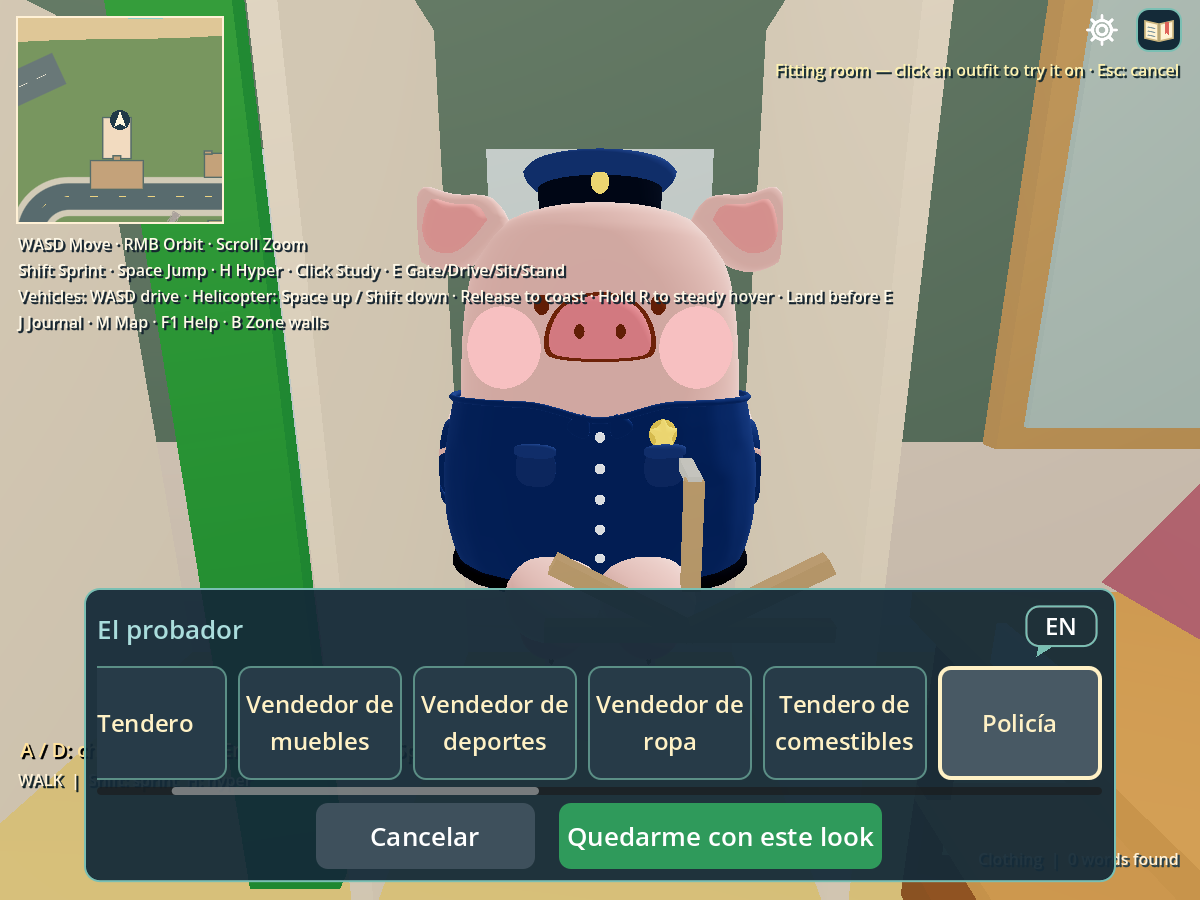 Fitting room — click an outfit to try it on · Esc: cancel
WASD Move · RMB Orbit · Scroll Zoom
Shift Sprint · Space Jump · H Hyper · Click Study · E Gate/Drive/Sit/Stand
Vehicles: WASD drive · Helicopter: Space up / Shift down · Release to coast · Hold R to steady hover · Land before E
J Journal · M Map · F1 Help · B Zone walls
El probador
EN
Tendero
Vendedor de
muebles
Vendedor de
deportes
Vendedor de
ropa
Tendero de
comestibles
Policía
A / D:
WALK |
Cancelar
Quedarme con este look
Clothing | 0 words found